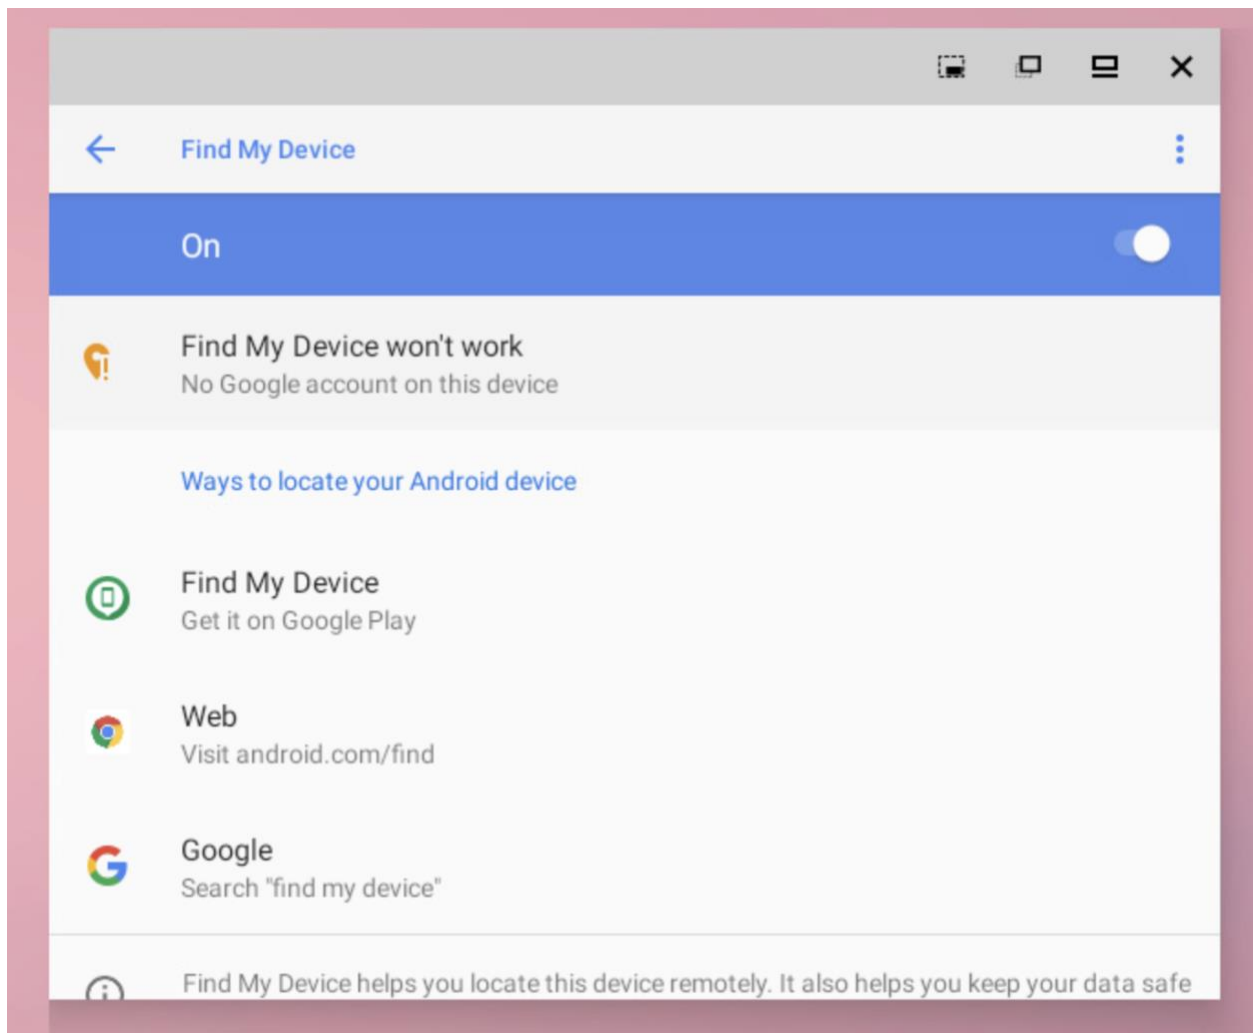 Find My Device
On
Find My Device won't work
No Google account on this device
Ways to locate your Android device
Find My Device
Get it on Google Play
Web
Visit android.com/find
Google
Search "find my device"
Find My Device helps you locate this device remotely. It also helps you keep your data safe